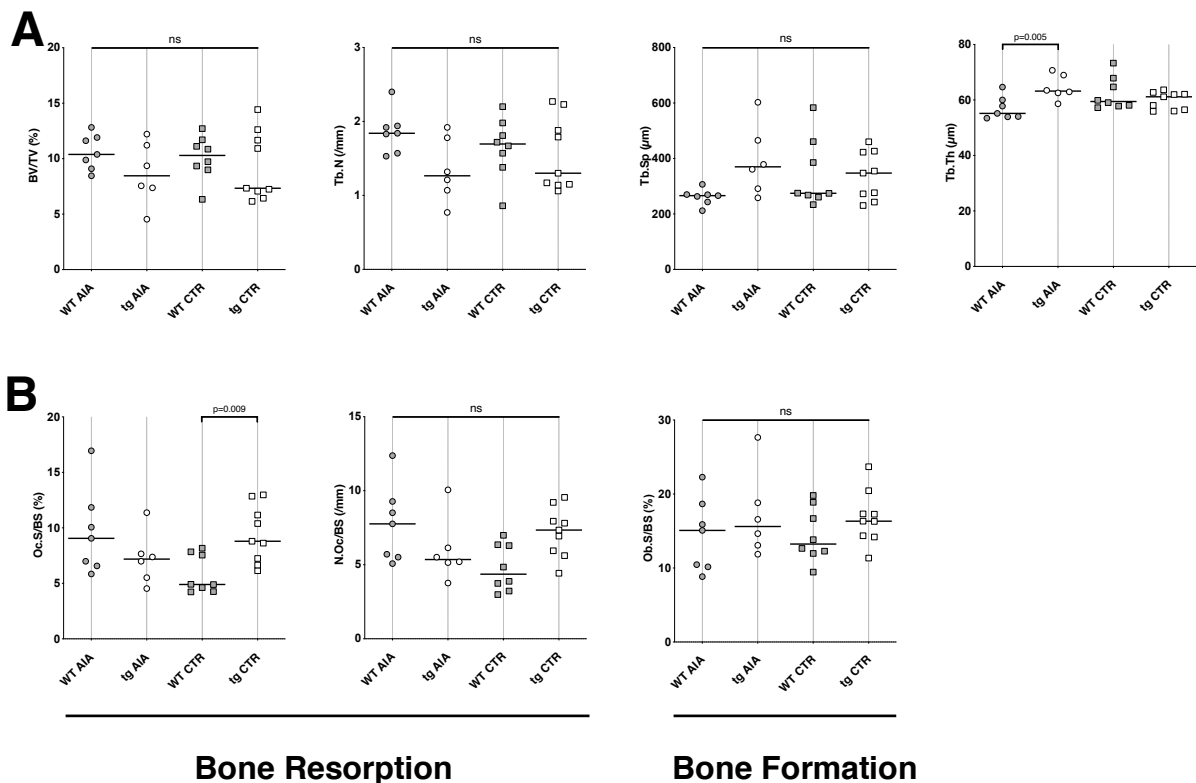 A
ns
20
15
10
5
0
BV/TV (%)
WT AIA
tg AIA
WT CTR
tg CTR
ns
3
2
1
0
Tb.N (/mm)
WT AIA
tg AIA
WT CTR
tg CTR
ns
800
600
400
200
0
Tb.Sp (µm)
WT AIA
tg AIA
WT CTR
tg CTR
p=0.005
80
60
40
20
0
Tb.Th (µm)
WT AIA
tg AIA
WT CTR
tg CTR
B
p=0.009
20
15
10
5
0
Oc.S/BS (%)
WT AIA
tg AIA
WT CTR
tg CTR
ns
15
10
5
0
N.Oc/BS (/mm)
WT AIA
tg AIA
WT CTR
tg CTR
ns
30
20
10
0
Ob.S/BS (%)
WT AIA
tg AIA
WT CTR
tg CTR
Bone Resorption
Bone Formation